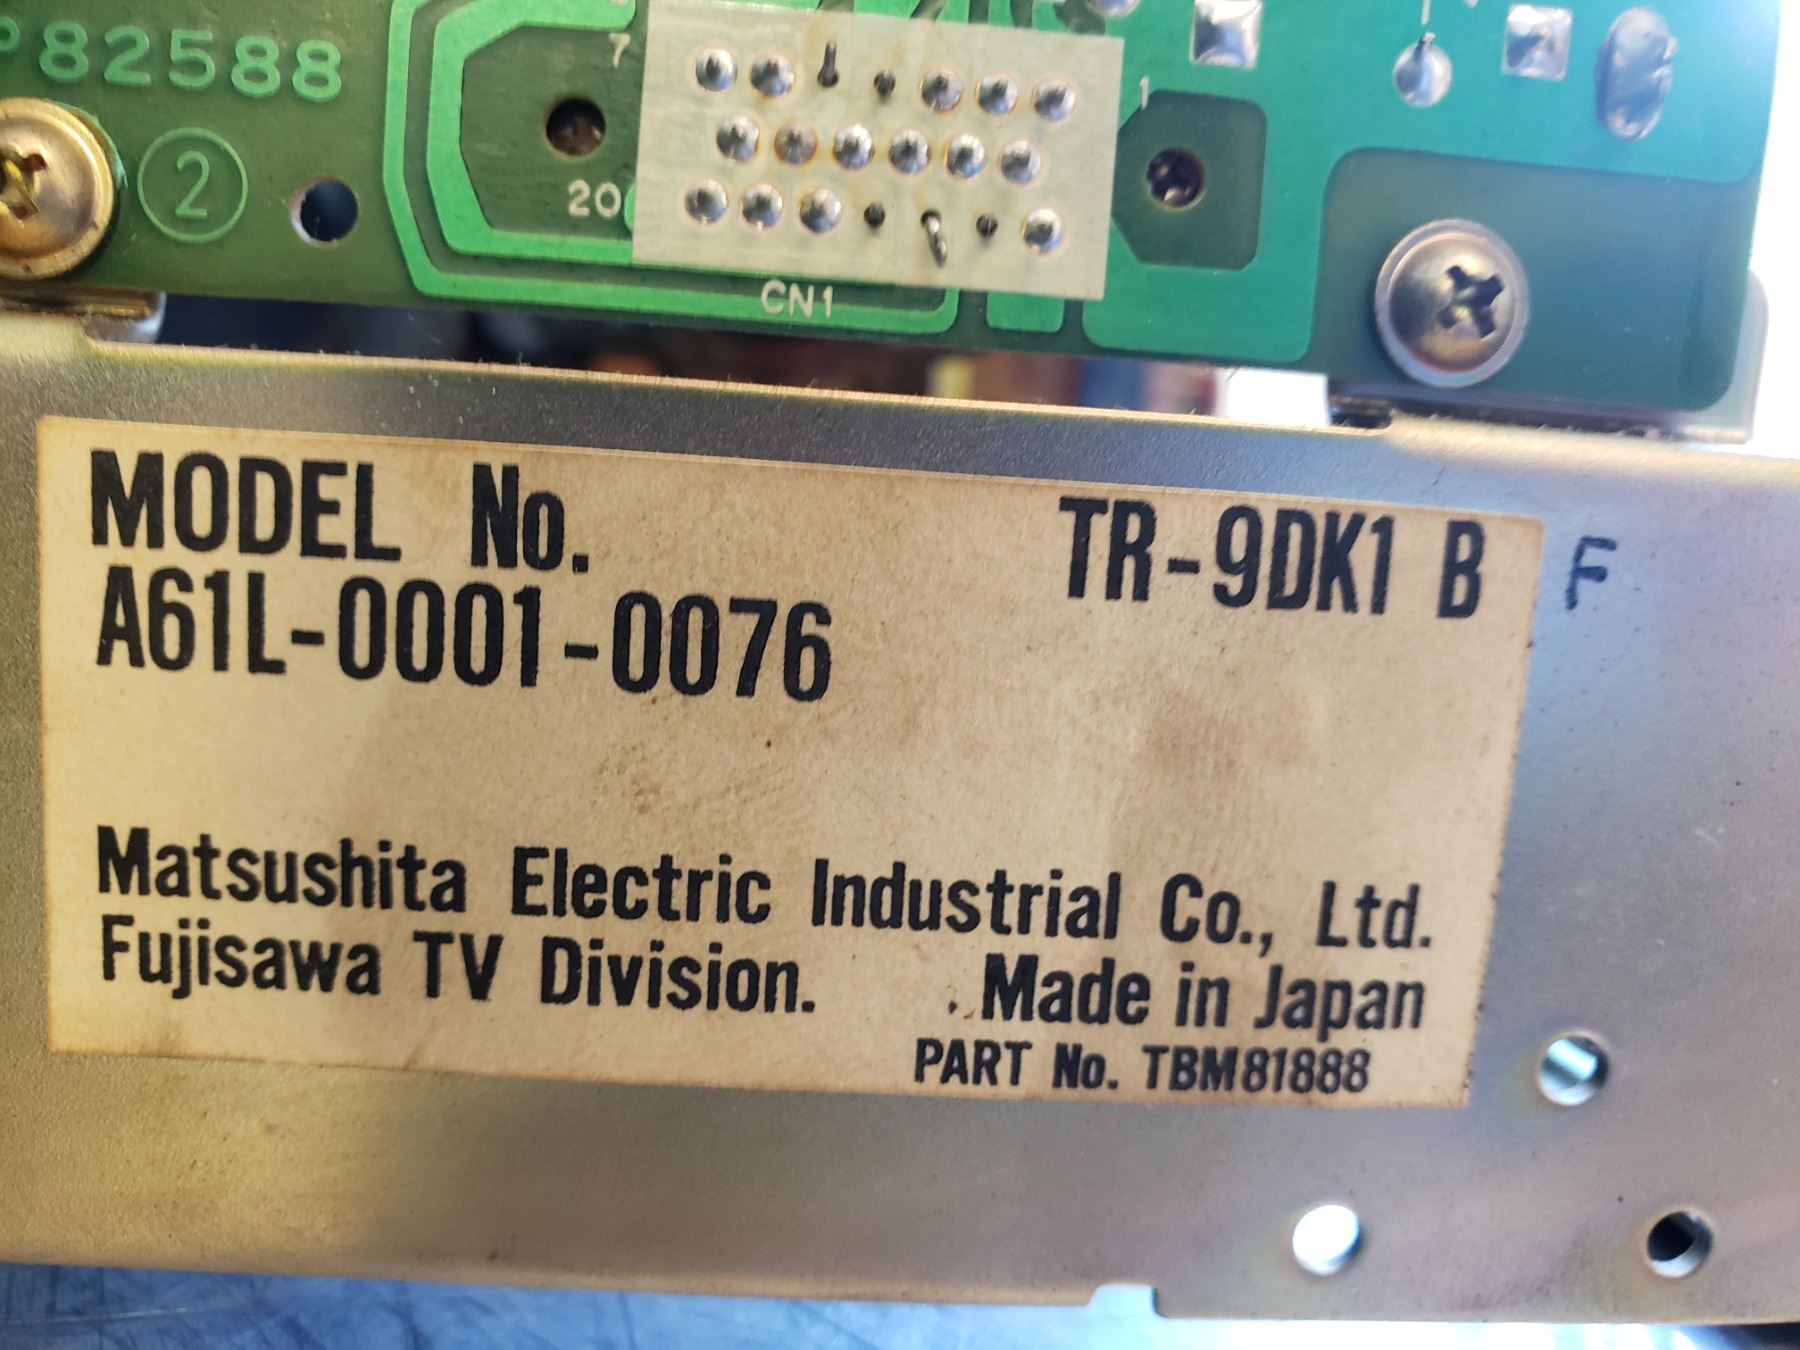 P82588
7
1
2
20
CN1
MODEL No. TR-9DK1 B F
A61L-0001-0076
Matsushita Electric Industrial Co., Ltd.
Fujisawa TV Division. Made in Japan
PART No. TBM81888